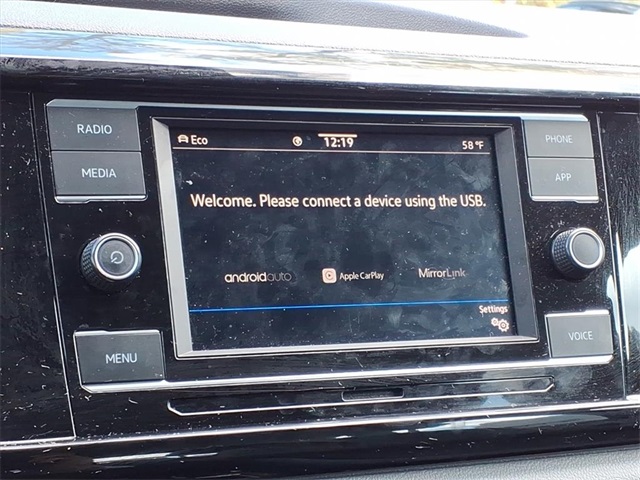 RADIO
MEDIA
MENU
Eco
12:19
58 °F
Welcome. Please connect a device using the USB.
androidauto
Apple CarPlay
MirrorLink
Settings
PHONE
APP
VOICE